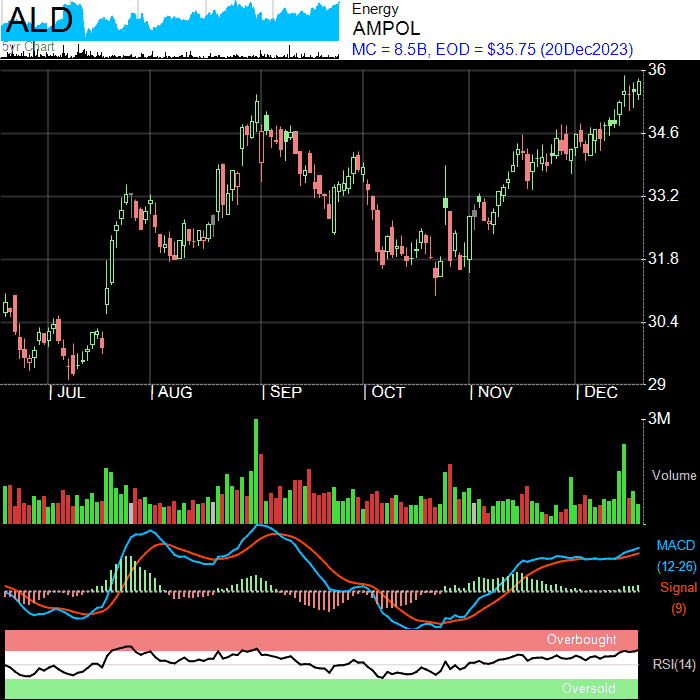 ALD
5yr Chart
Energy
AMPOL
MC = 8.5B, EOD = $35.75 (20Dec2023)
36
34.6
33.2
31.8
30.4
29
| JUL | AUG | SEP | OCT | NOV | DEC
3M
Volume
MACD
(12-26)
Signal
(9)
Overbought
RSI(14)
Oversold